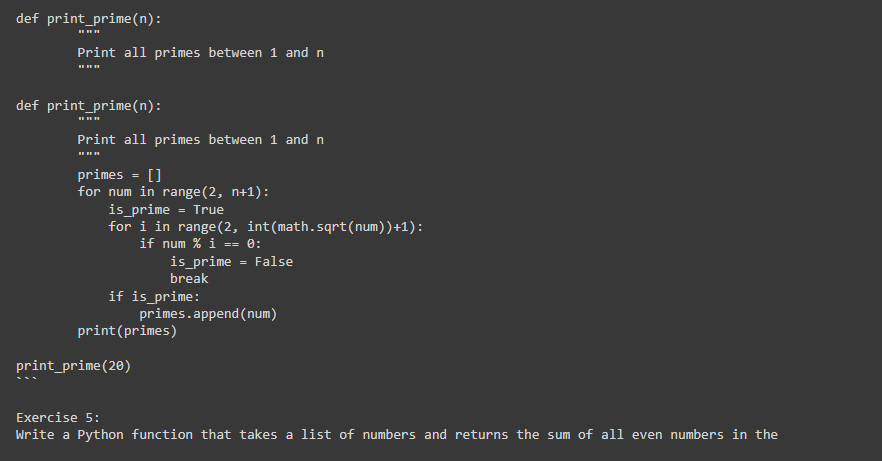 def print_prime(n):
        """
        Print all primes between 1 and n
        """

def print_prime(n):
        """
        Print all primes between 1 and n
        """
        primes = []
        for num in range(2, n+1):
            is_prime = True
            for i in range(2, int(math.sqrt(num))+1):
                if num % i == 0:
                    is_prime = False
                    break
            if is_prime:
                primes.append(num)
        print(primes)

print_prime(20)
```

Exercise 5:
Write a Python function that takes a list of numbers and returns the sum of all even numbers in the